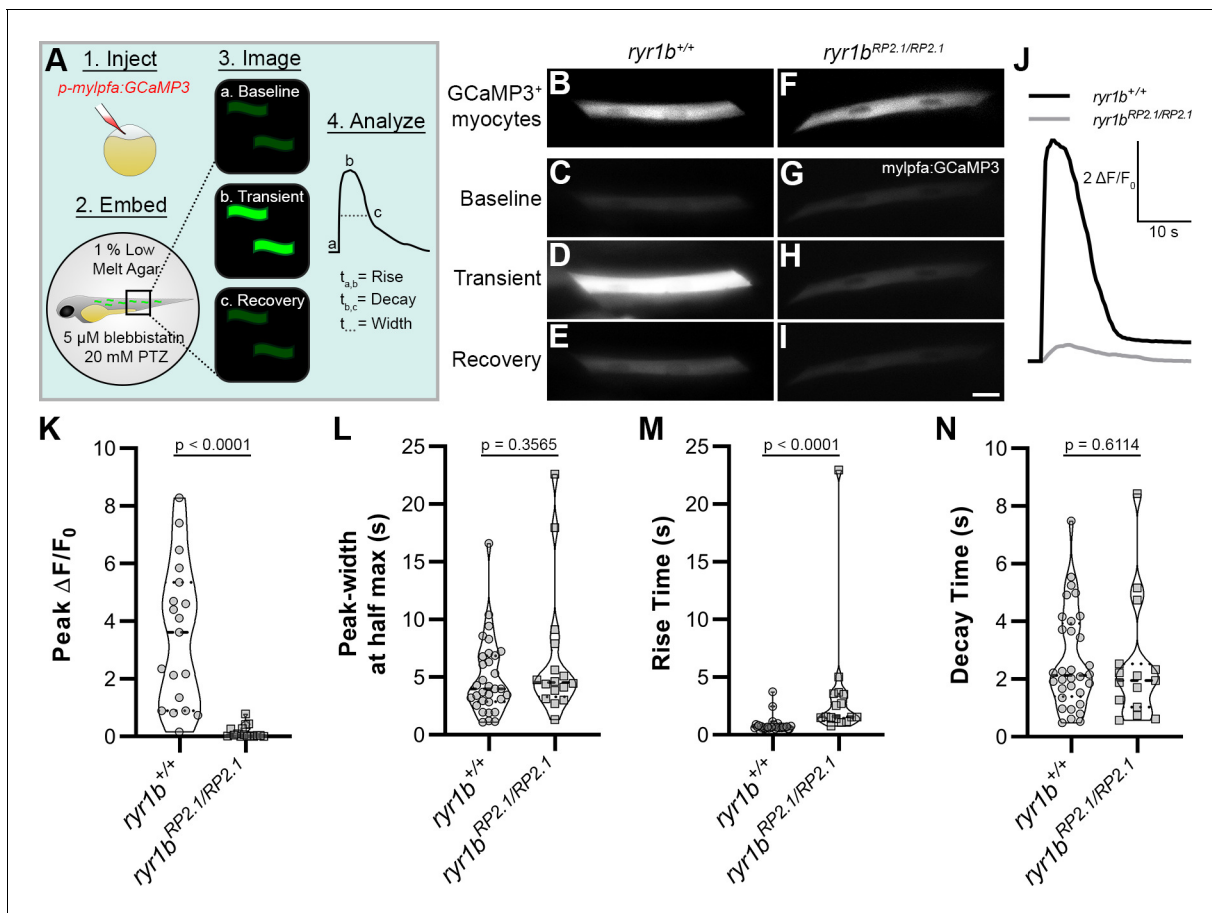 A
1. Inject
p-mylpfa:GCaMP3
2. Embed
1 % Low
Melt Agar
5 µM blebbistatin
20 mM PTZ
3. Image
a. Baseline
b. Transient
c. Recovery
4. Analyze
b
c
a
ta,b= Rise
tb,c= Decay
t...= Width
ryr1b+/+
ryr1bRP2.1/RP2.1
GCaMP3+
myocytes
B
F
Baseline
C
G
mylpfa:GCaMP3
Transient
D
H
Recovery
E
I
J
ryr1b+/+
ryr1bRP2.1/RP2.1
2 ΔF/F0
10 s
K
p < 0.0001
Peak ΔF/F0
10
8
6
4
2
0
ryr1b+/+
ryr1bRP2.1/RP2.1
L
p = 0.3565
Peak-width
at half max (s)
25
20
15
10
5
0
ryr1b+/+
ryr1bRP2.1/RP2.1
M
p < 0.0001
Rise Time (s)
25
20
15
10
5
0
ryr1b+/+
ryr1bRP2.1/RP2.1
N
p = 0.6114
Decay Time (s)
10
8
6
4
2
0
ryr1b+/+
ryr1bRP2.1/RP2.1